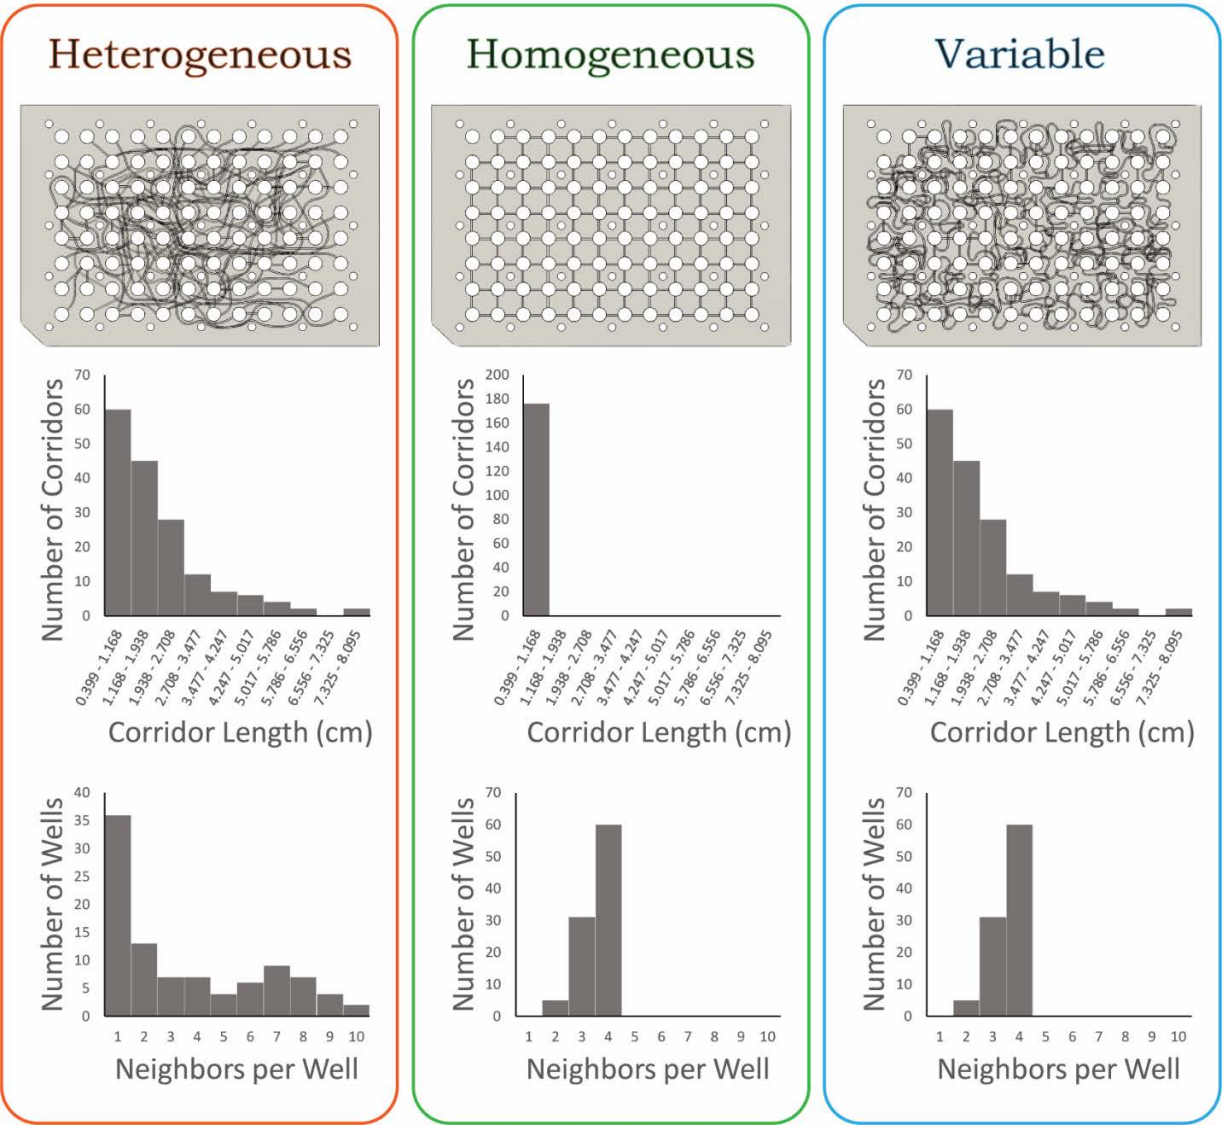 Heterogeneous
70
60
50
40
30
20
10
0
Number of Corridors
0.399 - 1.168
1.168 - 1.938
1.938 - 2.708
2.708 - 3.477
3.477 - 4.247
4.247 - 5.017
5.017 - 5.786
5.786 - 6.556
6.556 - 7.325
7.325 - 8.095
Corridor Length (cm)
40
35
30
25
20
15
10
5
0
Number of Wells
1 2 3 4 5 6 7 8 9 10
Neighbors per Well
Homogeneous
200
180
160
140
120
100
80
60
40
20
0
Number of Corridors
0.399 - 1.168
1.168 - 1.938
1.938 - 2.708
2.708 - 3.477
3.477 - 4.247
4.247 - 5.017
5.017 - 5.786
5.786 - 6.556
6.556 - 7.325
7.325 - 8.095
Corridor Length (cm)
70
60
50
40
30
20
10
0
Number of Wells
1 2 3 4 5 6 7 8 9 10
Neighbors per Well
Variable
70
60
50
40
30
20
10
0
Number of Corridors
0.399 - 1.168
1.168 - 1.938
1.938 - 2.708
2.708 - 3.477
3.477 - 4.247
4.247 - 5.017
5.017 - 5.786
5.786 - 6.556
6.556 - 7.325
7.325 - 8.095
Corridor Length (cm)
70
60
50
40
30
20
10
0
Number of Wells
1 2 3 4 5 6 7 8 9 10
Neighbors per Well